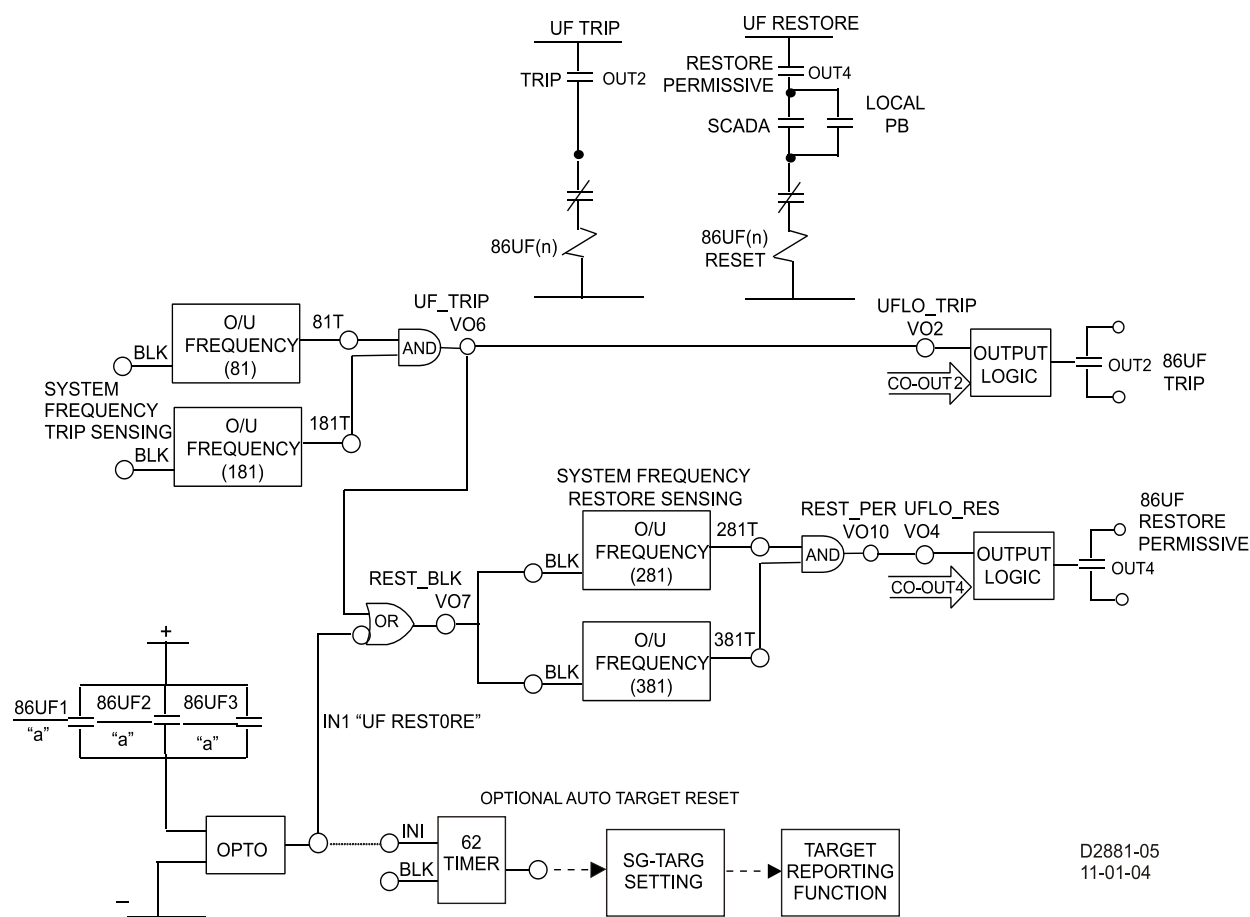 UF TRIP
TRIP
OUT2
86UF(n)
UF RESTORE
RESTORE
PERMISSIVE
OUT4
SCADA
LOCAL
PB
86UF(n)
RESET
O/U
FREQUENCY
(81)
81T
BLK
SYSTEM
FREQUENCY
TRIP SENSING
O/U
FREQUENCY
(181)
181T
BLK
AND
UF_TRIP
VO6
UFLO_TRIP
VO2
CO-OUT2
OUTPUT
LOGIC
OUT2
86UF
TRIP
SYSTEM FREQUENCY
RESTORE SENSING
O/U
FREQUENCY
(281)
281T
BLK
O/U
FREQUENCY
(381)
381T
BLK
AND
REST_PER
VO10
UFLO_RES
VO4
CO-OUT4
OUTPUT
LOGIC
OUT4
86UF
RESTORE
PERMISSIVE
REST_BLK
VO7
OR
+
86UF1
"a"
86UF2
"a"
86UF3
"a"
IN1 “UF REST0RE”
OPTO
–
OPTIONAL AUTO TARGET RESET
INI
BLK
62
TIMER
SG-TARG
SETTING
TARGET
REPORTING
FUNCTION
D2881-05
11-01-04